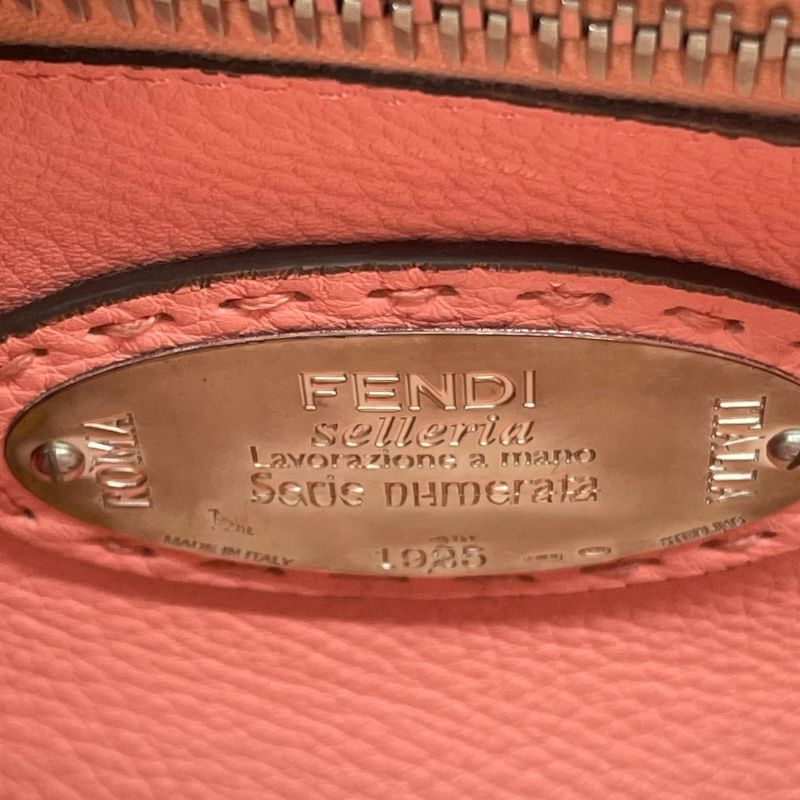 FENDI
selleria
Lavorazione a mano
Serie numerata
ROMA
ITALIA
MADE IN ITALY
1925